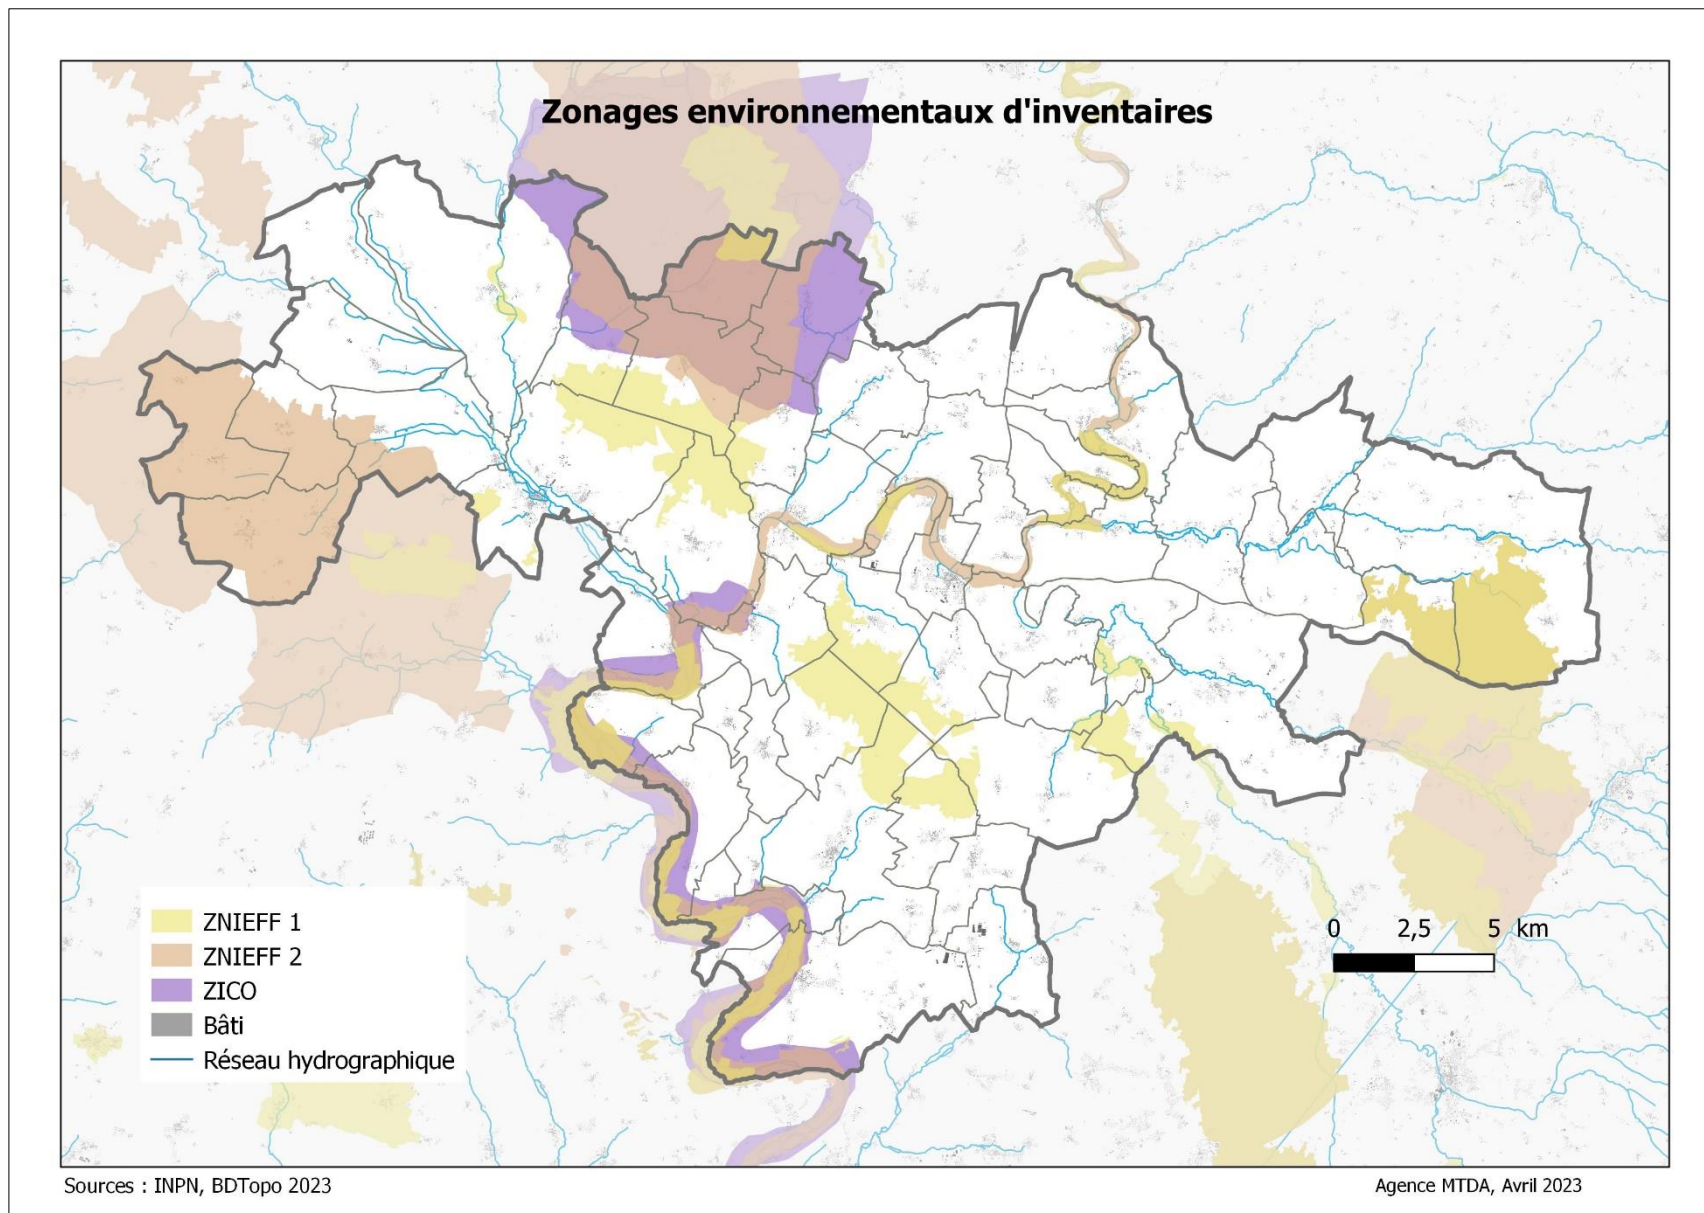 Zonages environnementaux d'inventaires
ZNIEFF 1
ZNIEFF 2
ZICO
Bâti
Réseau hydrographique
0 2,5 5 km
Sources : INPN, BDTopo 2023
Agence MTDA, Avril 2023